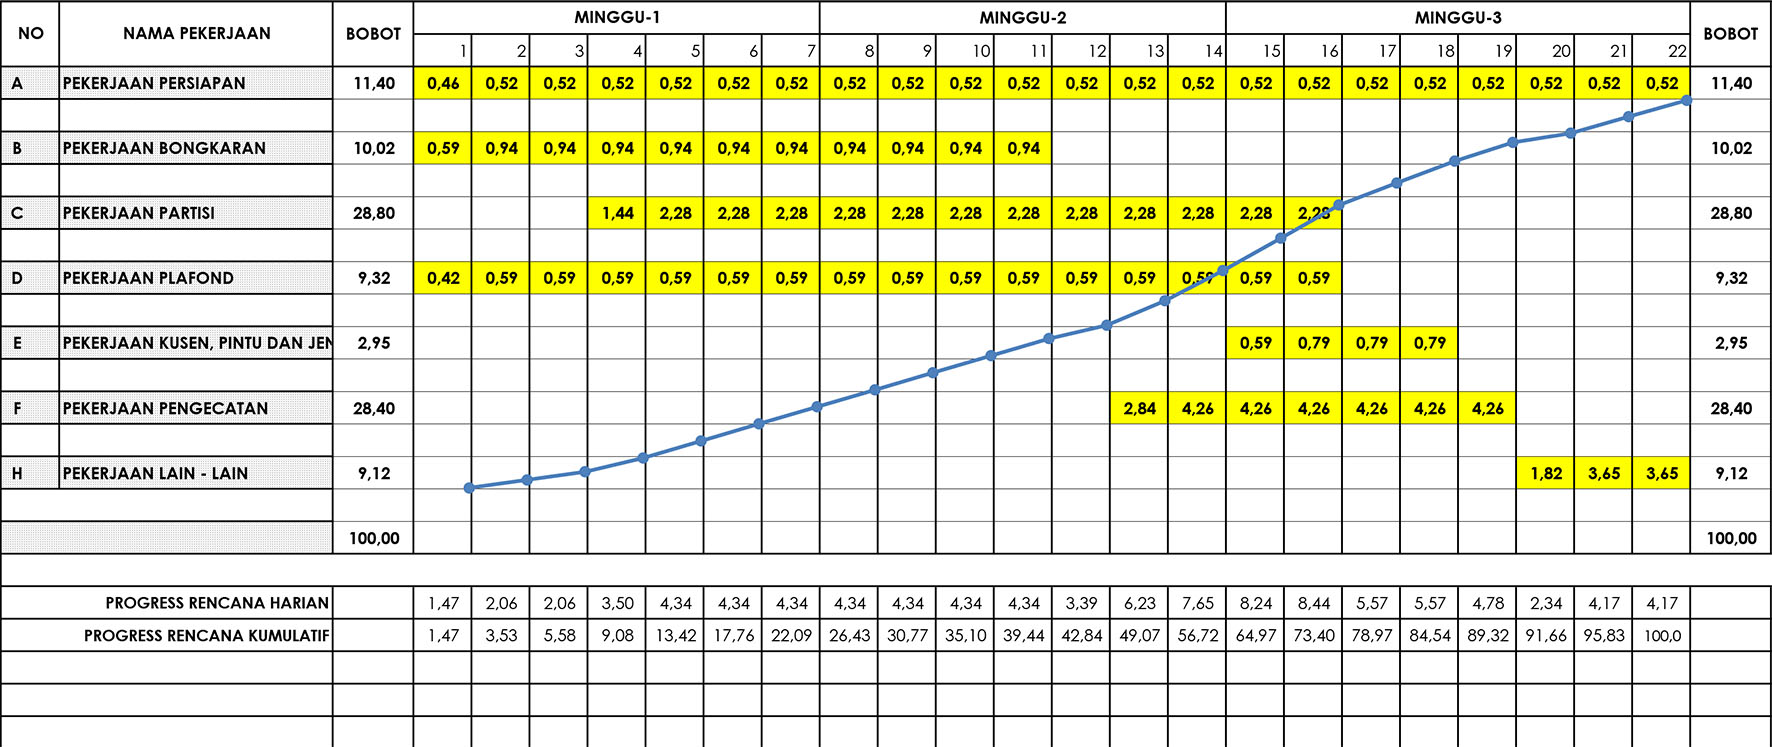 NO NAMA PEKERJAAN BOBOT MINGGU-1 MINGGU-2 MINGGU-3 BOBOT
1 2 3 4 5 6 7 8 9 10 11 12 13 14 15 16 17 18 19 20 21 22
A PEKERJAAN PERSIAPAN 11,40 0,46 0,52 0,52 0,52 0,52 0,52 0,52 0,52 0,52 0,52 0,52 0,52 0,52 0,52 0,52 0,52 0,52 0,52 0,52 0,52 0,52 0,52 11,40
B PEKERJAAN BONGKARAN 10,02 0,59 0,94 0,94 0,94 0,94 0,94 0,94 0,94 0,94 0,94 0,94 10,02
C PEKERJAAN PARTISI 28,80 1,44 2,28 2,28 2,28 2,28 2,28 2,28 2,28 2,28 2,28 2,28 2,28 2,28 28,80
D PEKERJAAN PLAFOND 9,32 0,42 0,59 0,59 0,59 0,59 0,59 0,59 0,59 0,59 0,59 0,59 0,59 0,59 0,59 0,59 0,59 9,32
E PEKERJAAN KUSEN, PINTU DAN JEN 2,95 0,59 0,79 0,79 0,79 2,95
F PEKERJAAN PENGECATAN 28,40 2,84 4,26 4,26 4,26 4,26 4,26 4,26 28,40
H PEKERJAAN LAIN - LAIN 9,12 1,82 3,65 3,65 9,12
100,00 100,00
PROGRESS RENCANA HARIAN 1,47 2,06 2,06 3,50 4,34 4,34 4,34 4,34 4,34 4,34 4,34 3,39 6,23 7,65 8,24 8,44 5,57 5,57 4,78 2,34 4,17 4,17
PROGRESS RENCANA KUMULATIF 1,47 3,53 5,58 9,08 13,42 17,76 22,09 26,43 30,77 35,10 39,44 42,84 49,07 56,72 64,97 73,40 78,97 84,54 89,32 91,66 95,83 100,0